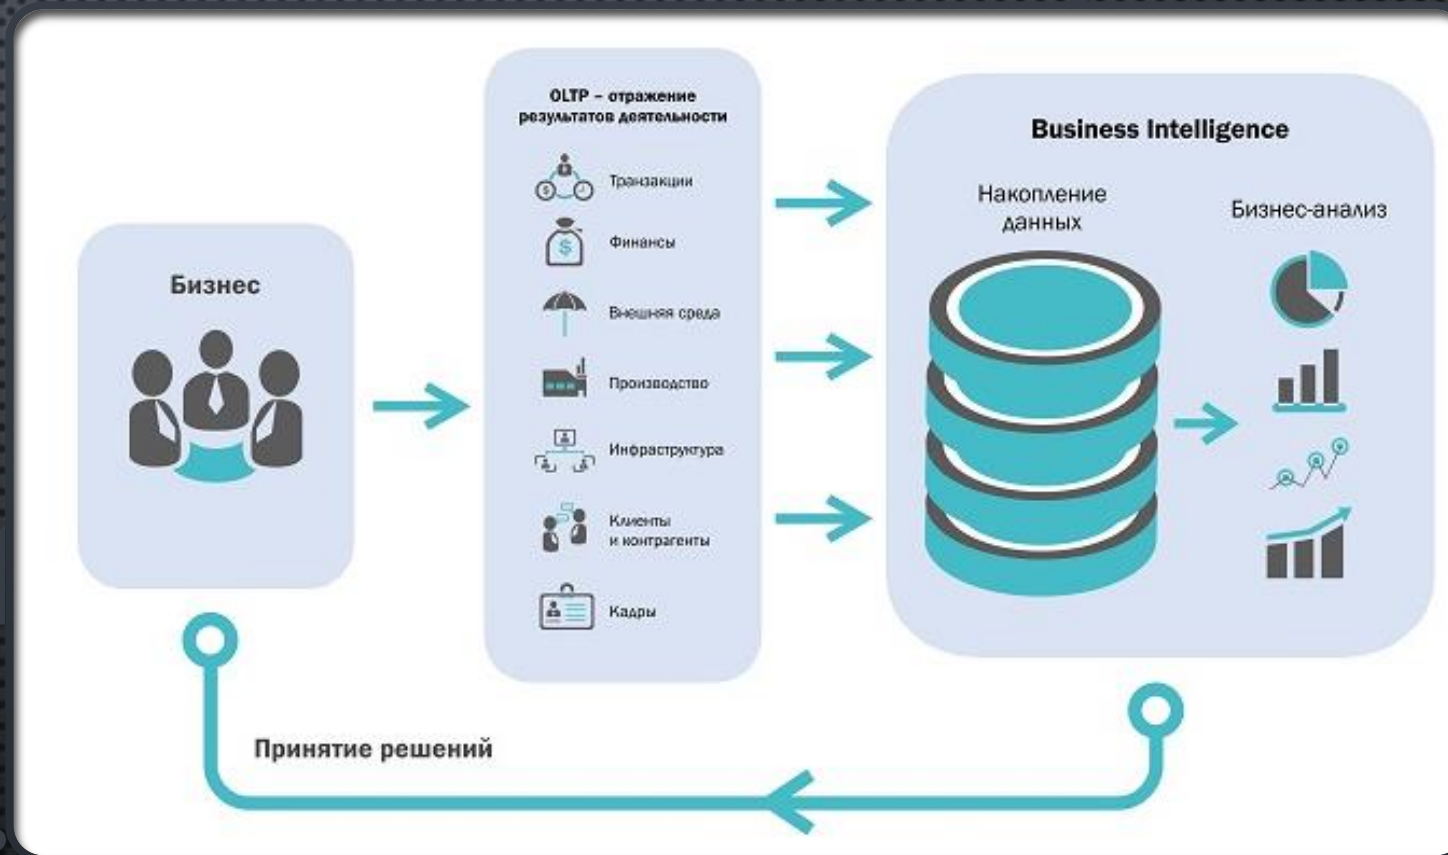 Бизнес
OLTP – отражение
результатов деятельности
Транзакции
Финансы
Внешняя среда
Производство
Инфраструктура
Клиенты
и контрагенты
Кадры
Business Intelligence
Накопление
данных
Бизнес-анализ
Принятие решений